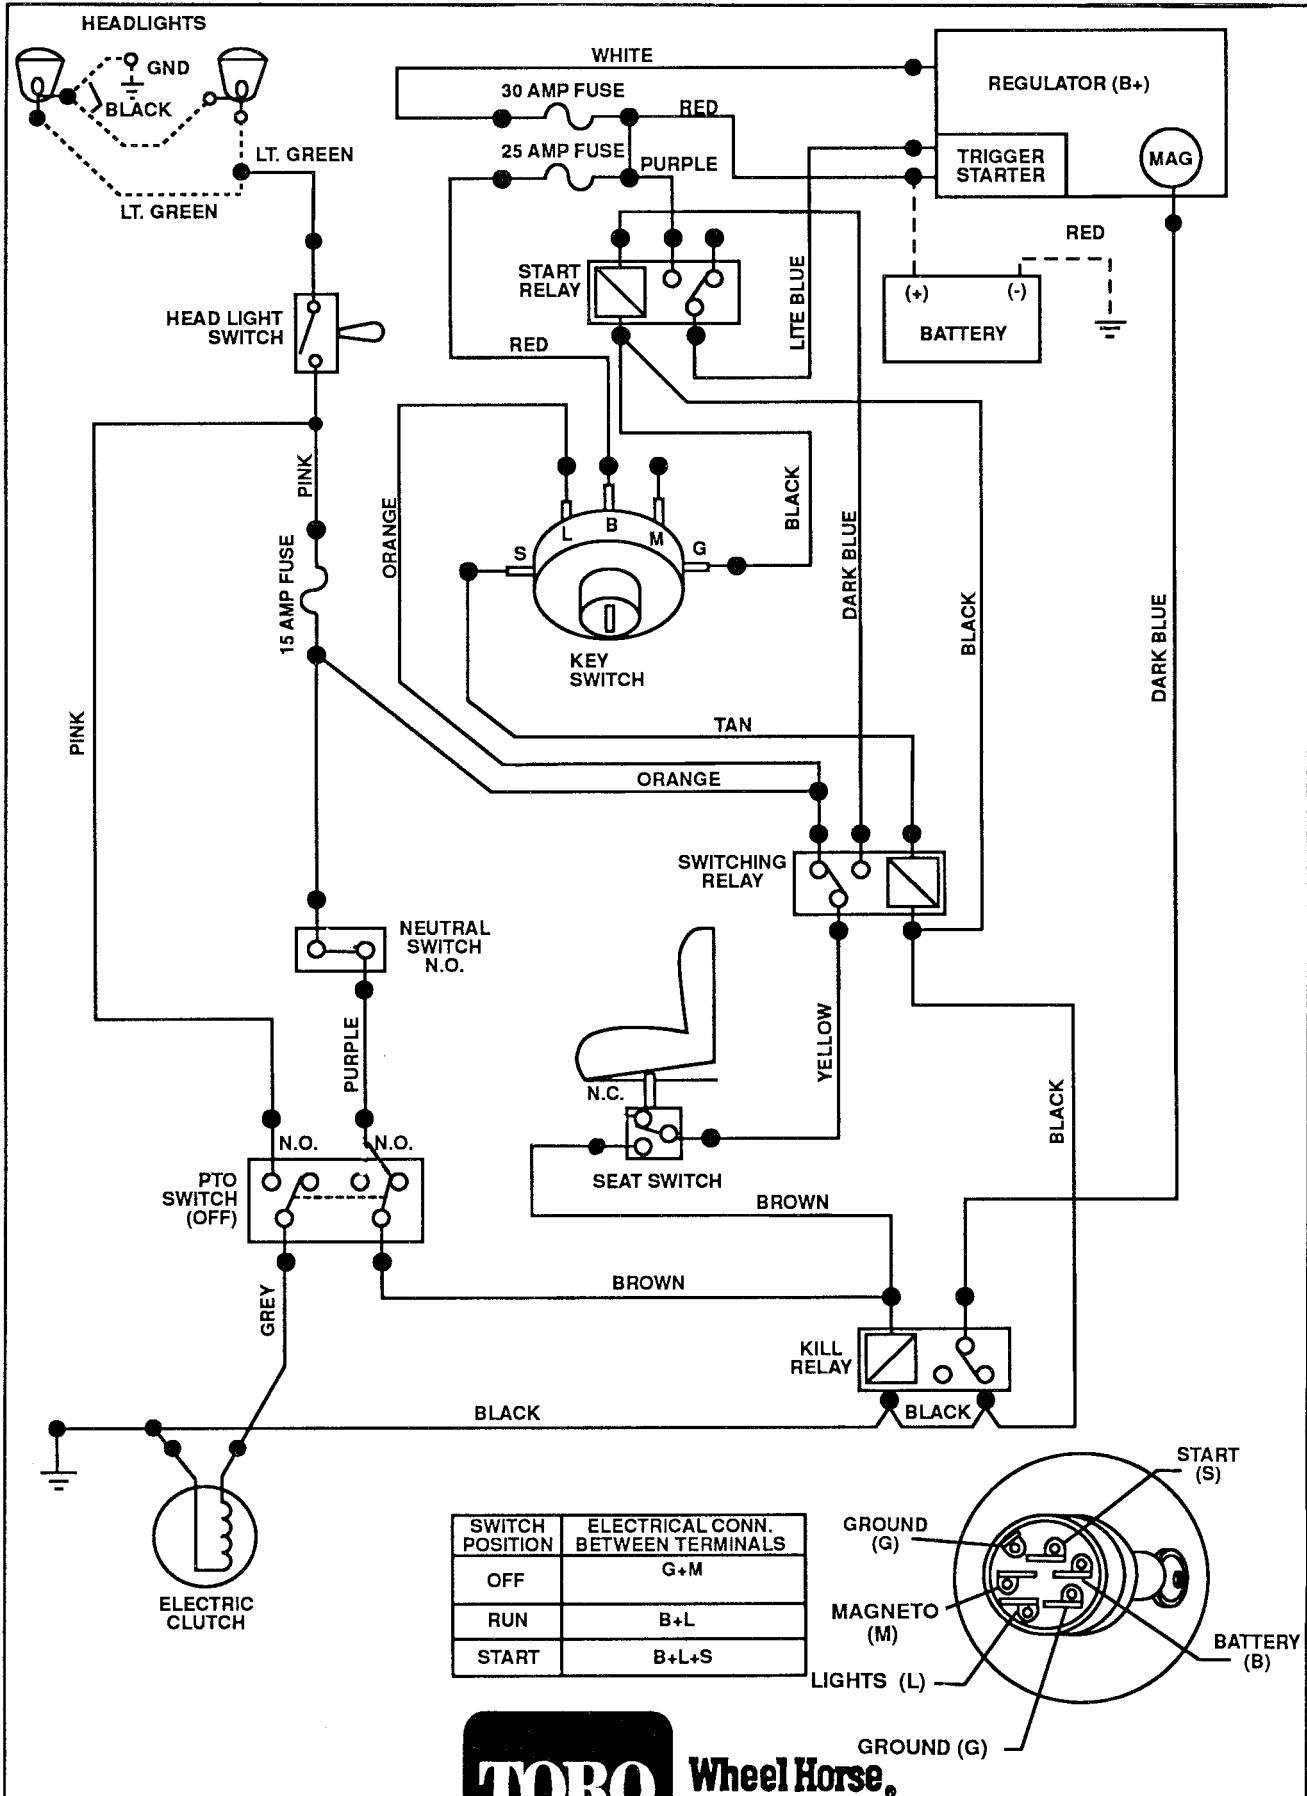 HEADLIGHTS
GND
BLACK
LT. GREEN
LT. GREEN
WHITE
30 AMP FUSE
RED
25 AMP FUSE
PURPLE
REGULATOR (B+)
TRIGGER
STARTER
MAG
RED
START
RELAY
LITE BLUE
(+)
(-)
BATTERY
HEAD LIGHT
SWITCH
RED
PINK
ORANGE
BLACK
L
B
M
S
G
15 AMP FUSE
DARK BLUE
BLACK
DARK BLUE
KEY
SWITCH
PINK
TAN
ORANGE
SWITCHING
RELAY
NEUTRAL
SWITCH
N.O.
PURPLE
YELLOW
N.C.
BLACK
N.O.
N.O.
PTO
SWITCH
(OFF)
SEAT SWITCH
BROWN
BROWN
GREY
KILL
RELAY
BLACK
BLACK
ELECTRIC
CLUTCH
SWITCH
POSITION
ELECTRICAL CONN.
BETWEEN TERMINALS
OFF
G+M
RUN
B+L
START
B+L+S
START
(S)
GROUND
(G)
MAGNETO
(M)
BATTERY
(B)
LIGHTS (L)
GROUND (G)
TORO
Wheel Horse®